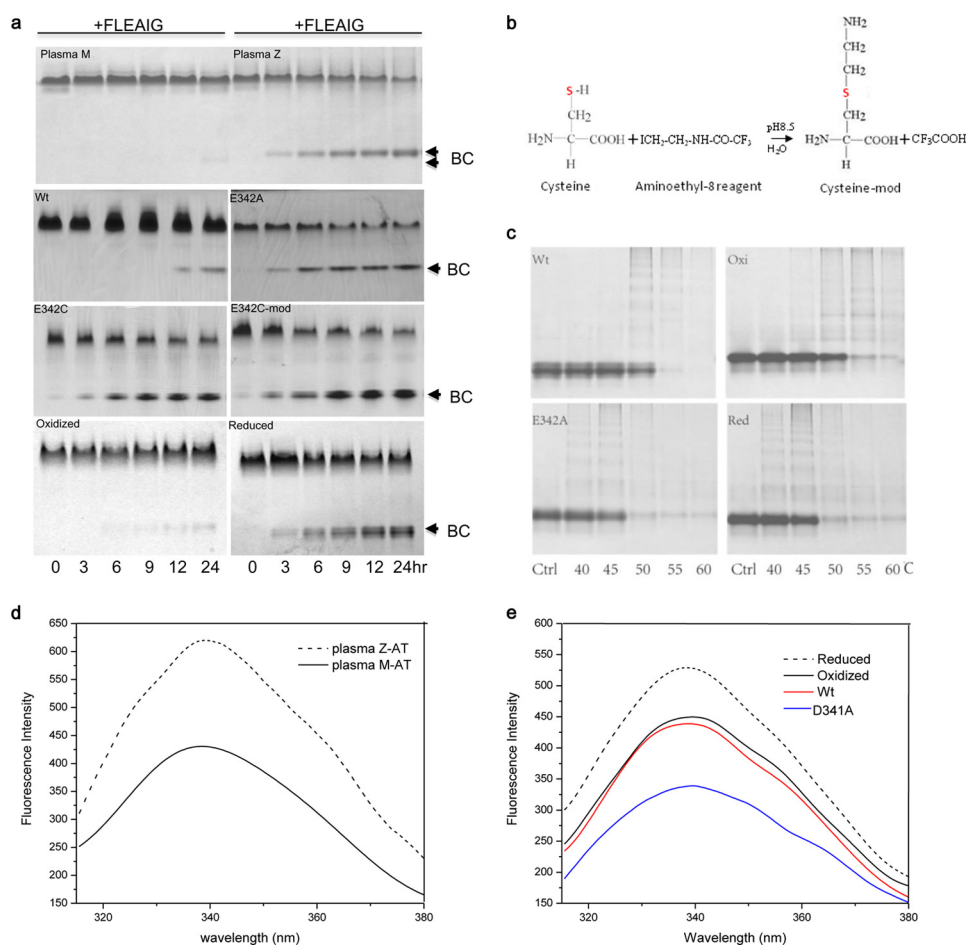 a
+FLEAIG
+FLEAIG
Plasma M
Plasma Z
BC
Wt
E342A
BC
E342C
E342C-mod
BC
Oxidized
Reduced
BC
0 3 6 9 12 24
0 3 6 9 12 24hr
b
NH2
CH2
CH2
S-H
S
CH2
CH2
H2N-C-COOH + ICH2-CH2-NH-CO-CF3
pH8.5
H2O
H2N-C-COOH + CF3COOH
H
H
Cysteine
Aminoethyl-8 reagent
Cysteine-mod
c
Wt
Oxi
E342A
Red
Ctrl 40 45 50 55 60
Ctrl 40 45 50 55 60 C
d
650
600
550
500
450
400
350
300
250
200
150
Fluorescence Intensity
plasma Z-AT
plasma M-AT
320 340 360 380
wavelength (nm)
e
600
550
500
450
400
350
300
250
200
150
Fluorescence Intensity
Reduced
Oxidized
Wt
D341A
320 340 360 380
Wavelength (nm)